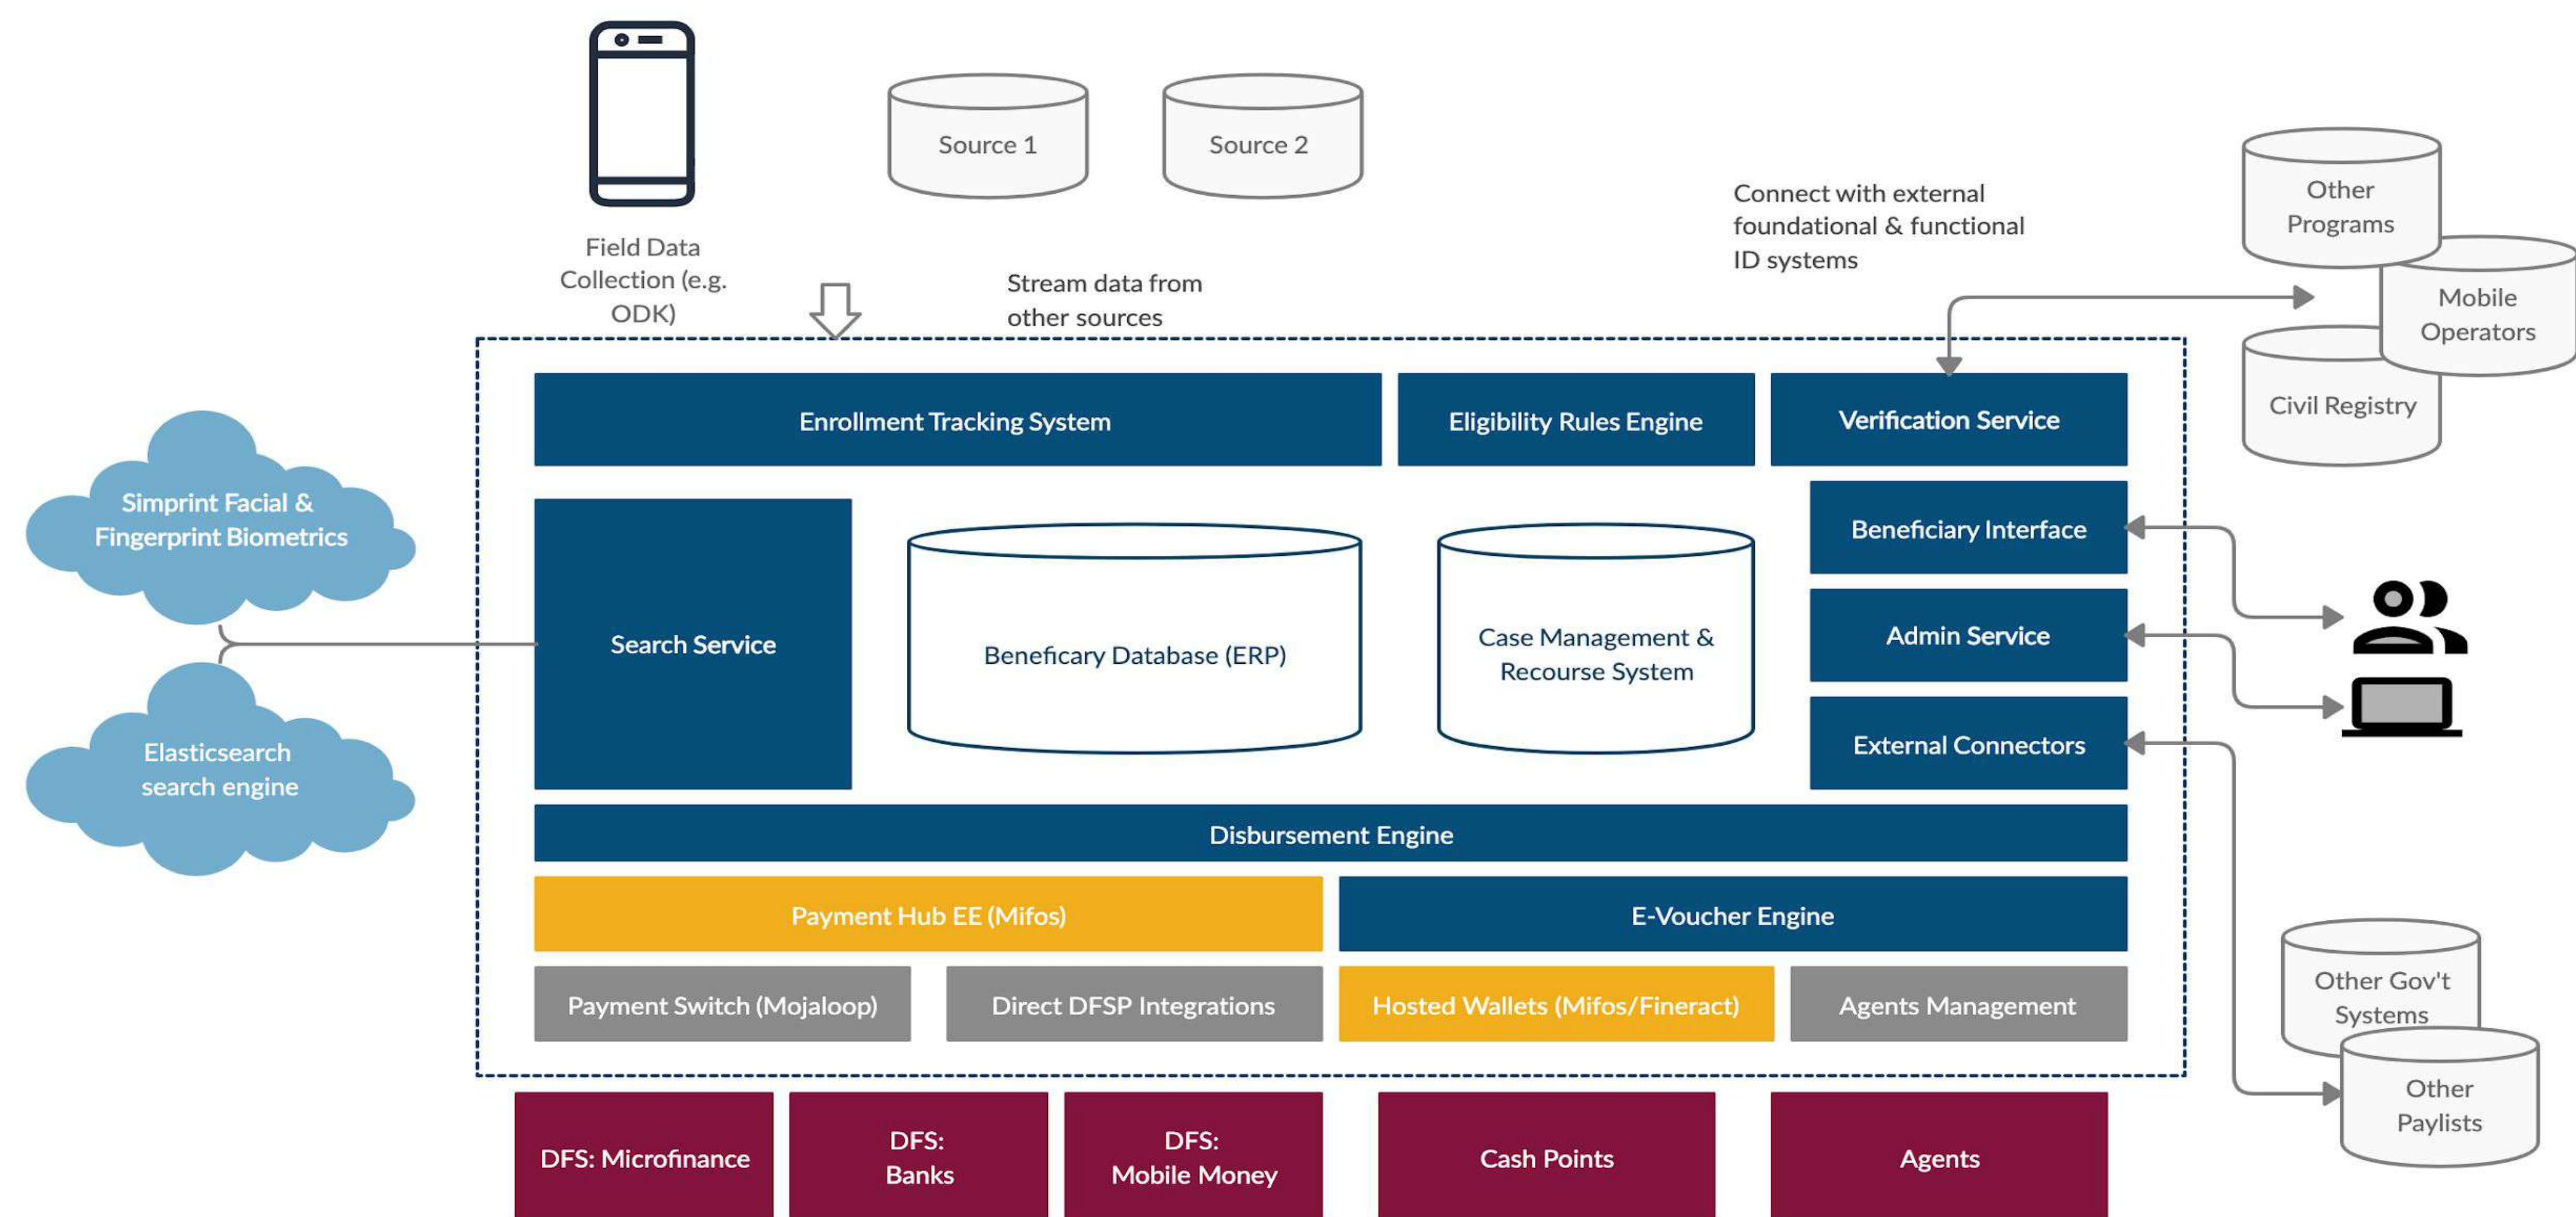 Source 1
Source 2
Field Data
Collection (e.g.
ODK)
Stream data from
other sources
Connect with external
foundational & functional
ID systems
Other
Programs
Mobile
Operators
Civil Registry
Enrollment Tracking System
Eligibility Rules Engine
Verification Service
Simprint Facial &
Fingerprint Biometrics
Elasticsearch
search engine
Search Service
Beneficary Database (ERP)
Case Management &
Recourse System
Beneficiary Interface
Admin Service
External Connectors
Disbursement Engine
Payment Hub EE (Mifos)
E-Voucher Engine
Payment Switch (Mojaloop)
Direct DFSP Integrations
Hosted Wallets (Mifos/Fineract)
Agents Management
Other Gov't
Systems
Other
Paylists
DFS: Microfinance
DFS:
Banks
DFS:
Mobile Money
Cash Points
Agents